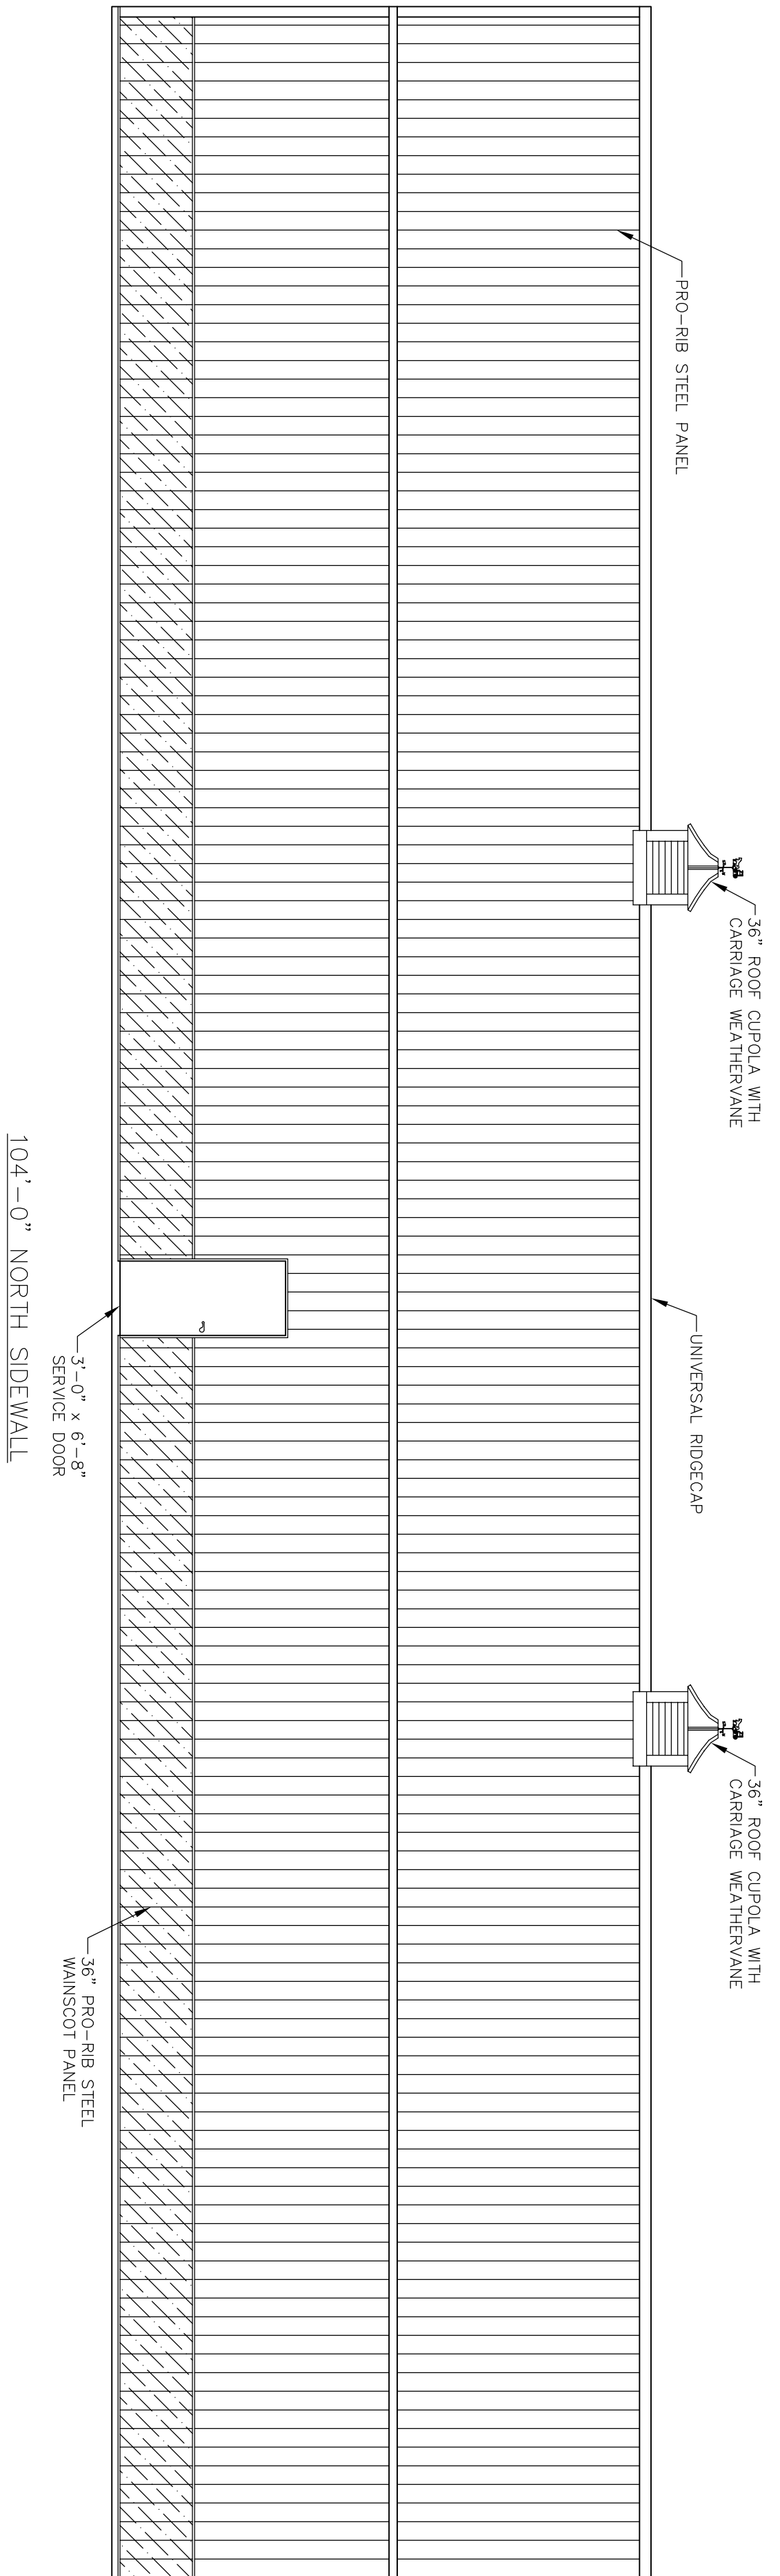 36" ROOF CUPOLA WITH
CARRIAGE WEATHERVANE
36" ROOF CUPOLA WITH
CARRIAGE WEATHERVANE
PRO-RIB STEEL PANEL
UNIVERSAL RIDGECAP
3'-0" x 6'-8"
SERVICE DOOR
36" PRO-RIB STEEL
WAINSCOT PANEL
104'-0" NORTH SIDEWALL